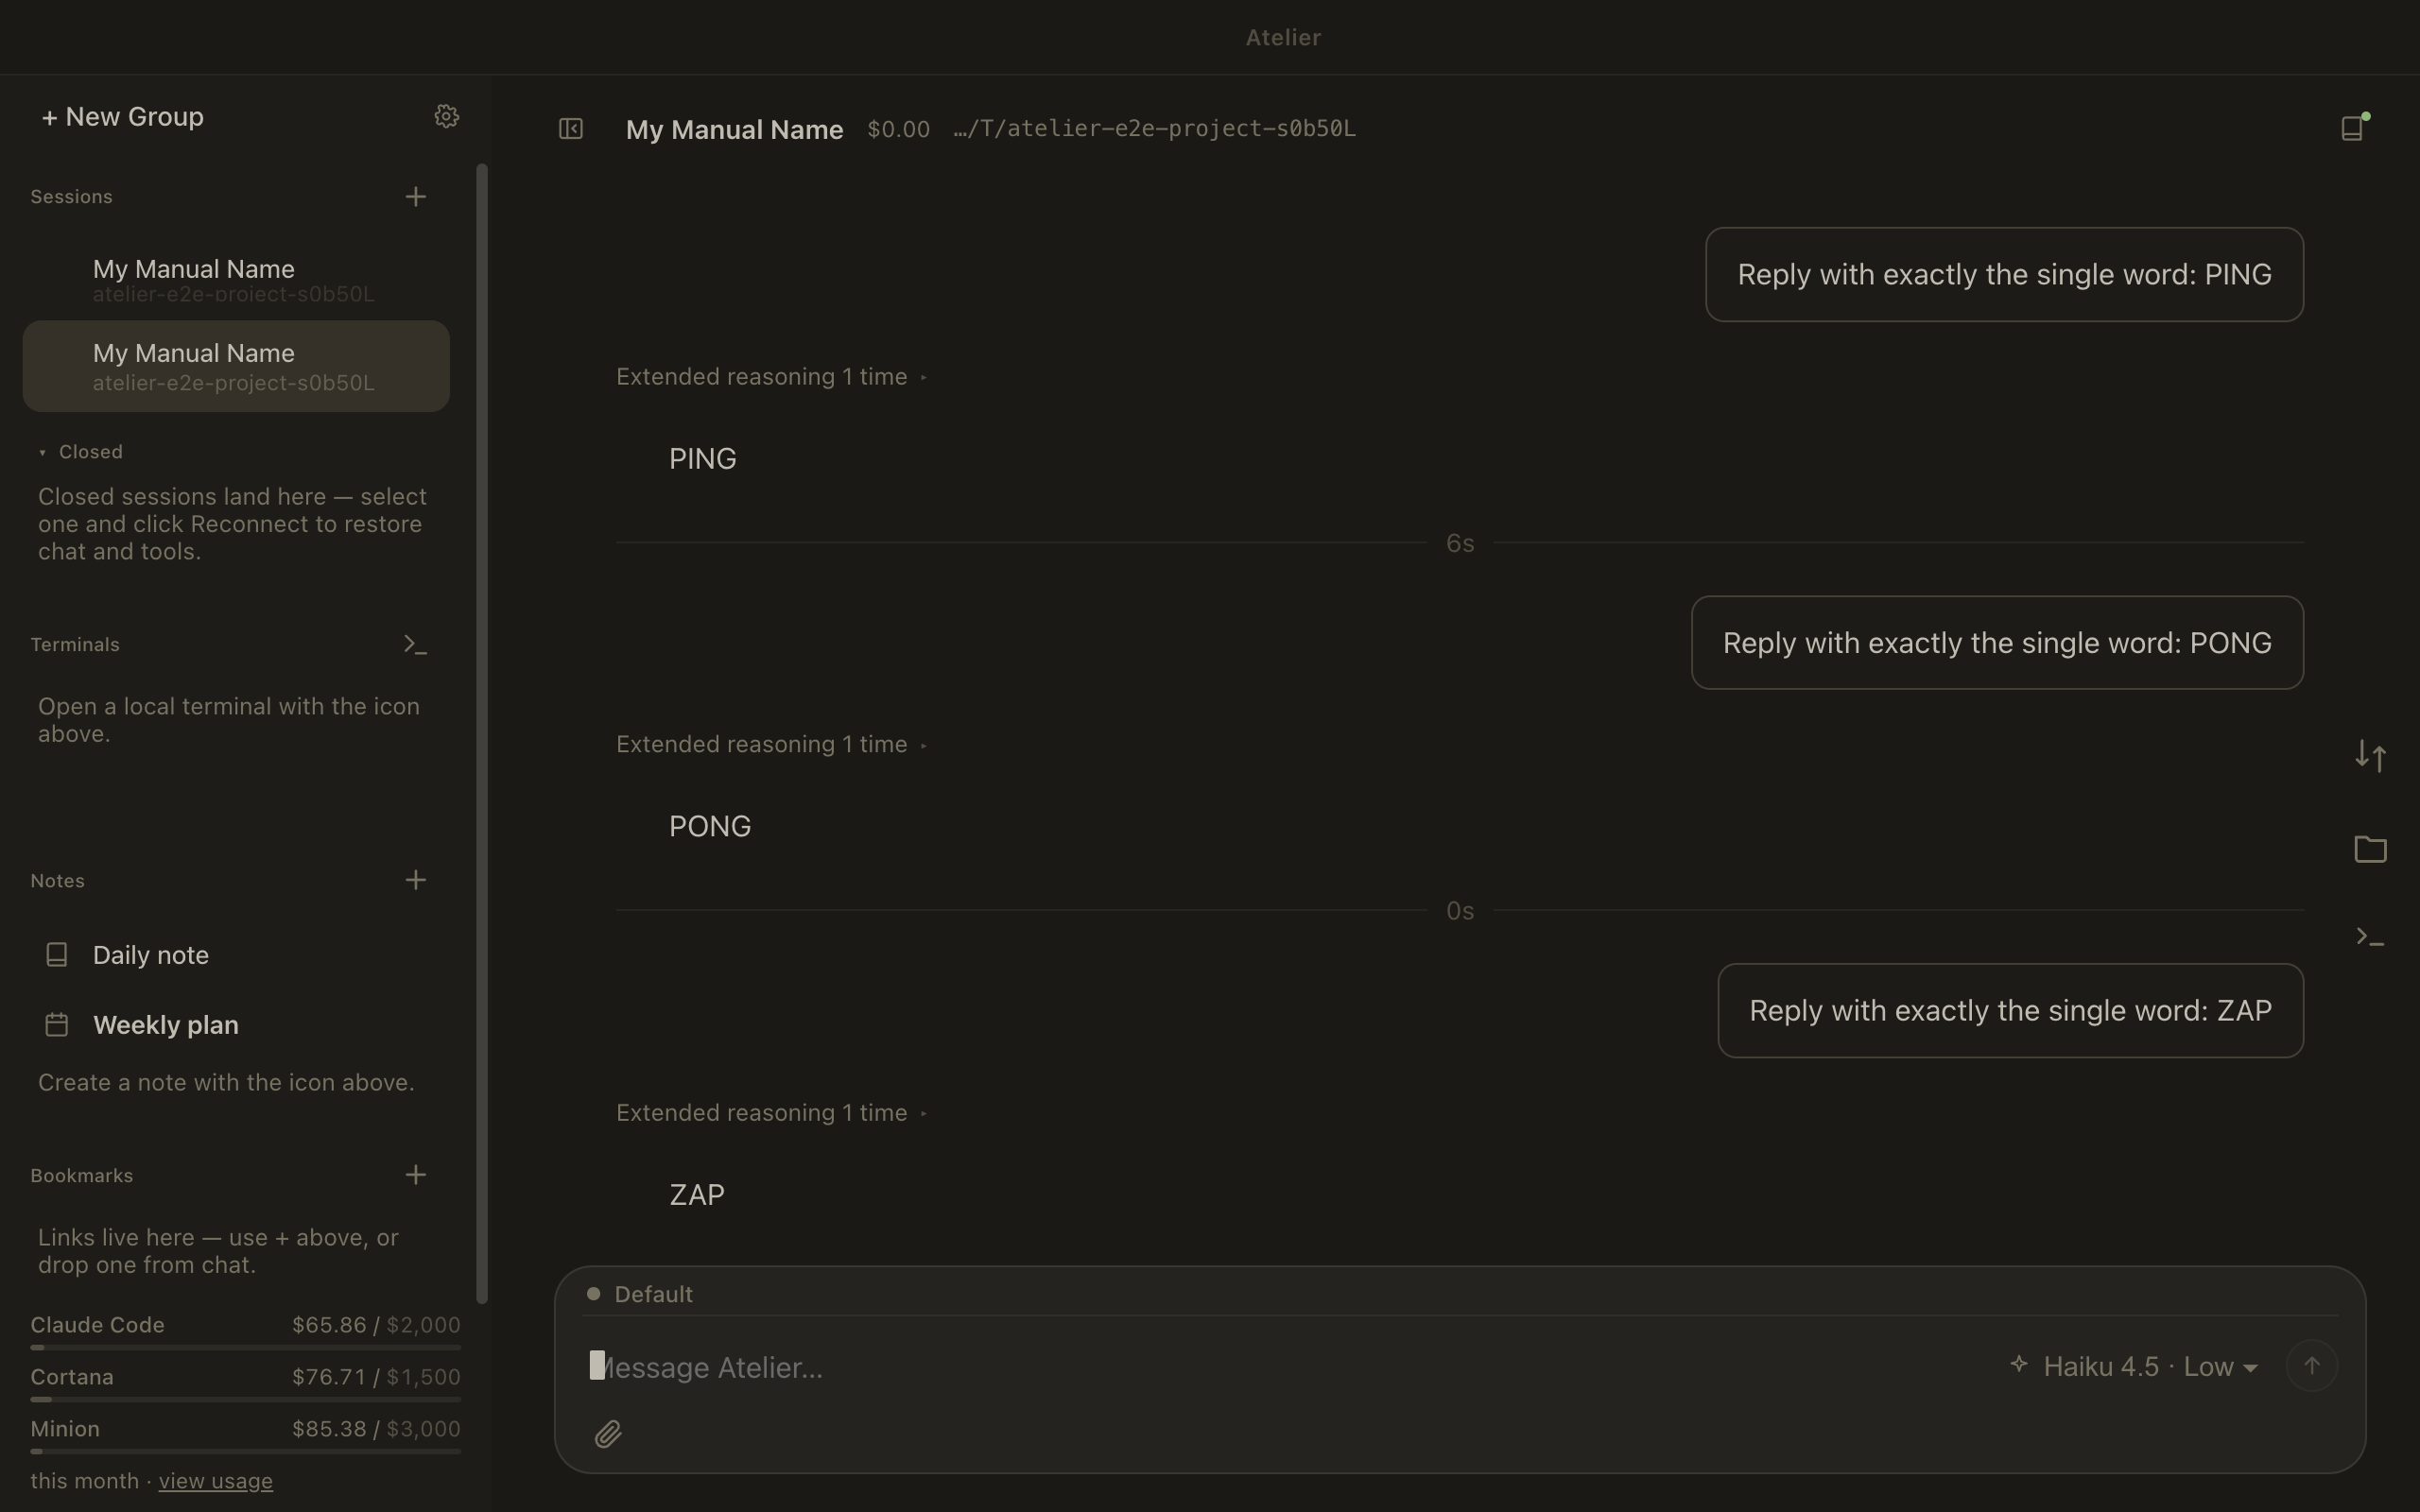 Atelier
+ New Group
Sessions
My Manual Name
atelier-e2e-project-s0b50L
My Manual Name
atelier-e2e-project-s0b50L
Closed
Closed sessions land here — select
one and click Reconnect to restore
chat and tools.
Terminals
Open a local terminal with the icon
above.
Notes
Daily note
Weekly plan
Create a note with the icon above.
Bookmarks
Links live here — use + above, or
drop one from chat.
Claude Code $65.86 / $2,000
Cortana $76.71 / $1,500
Minion $85.38 / $3,000
this month · view usage
My Manual Name $0.00 …/T/atelier-e2e-project-s0b50L
Reply with exactly the single word: PING
Extended reasoning 1 time
PING
6s
Reply with exactly the single word: PONG
Extended reasoning 1 time
PONG
0s
Reply with exactly the single word: ZAP
Extended reasoning 1 time
ZAP
Default
Message Atelier...
Haiku 4.5 · Low